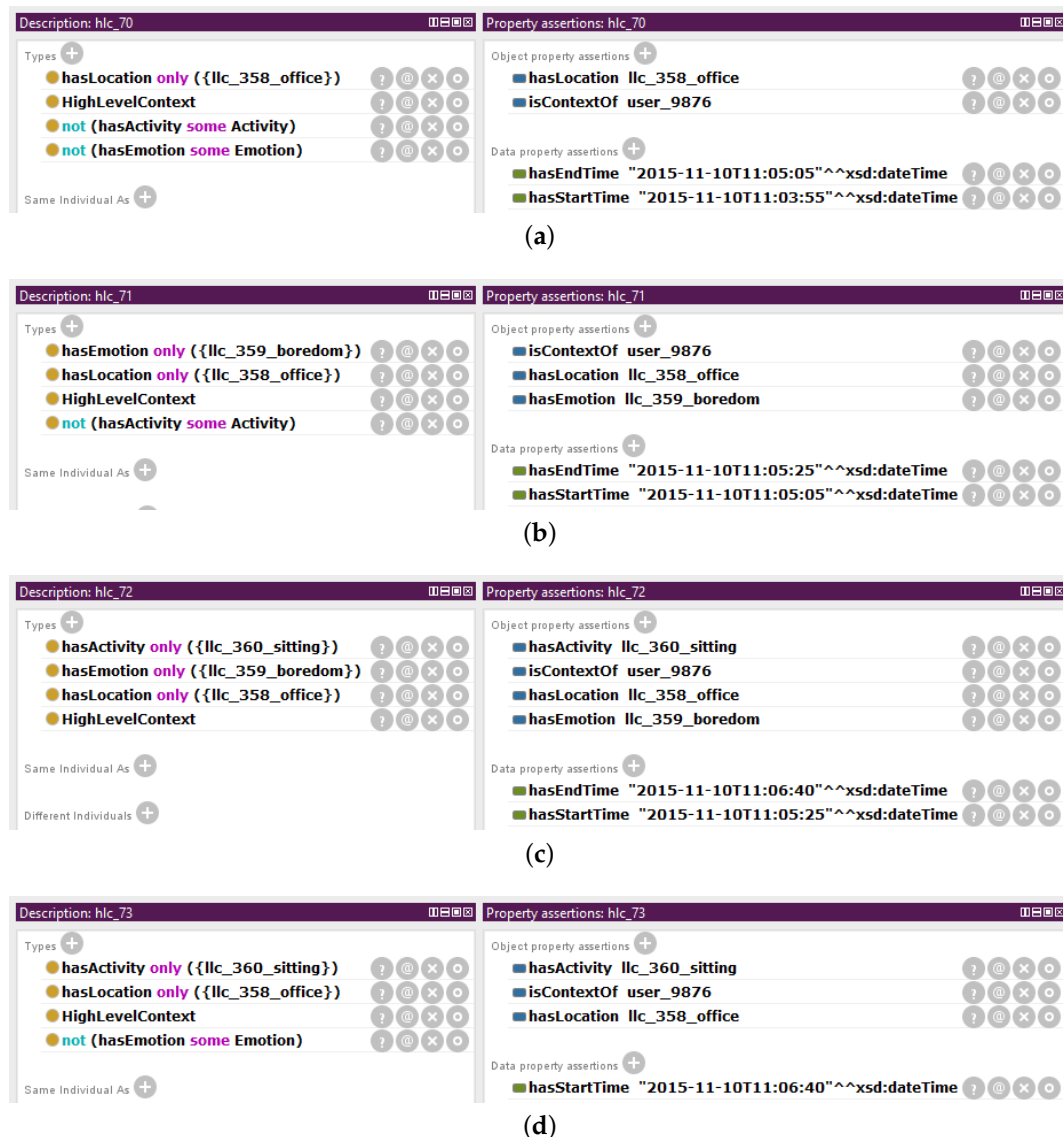 Description: hlc_70
Types
hasLocation only ({llc_358_office})
HighLevelContext
not (hasActivity some Activity)
not (hasEmotion some Emotion)
Same Individual As
Property assertions: hlc_70
Object property assertions
hasLocation llc_358_office
isContextOf user_9876
Data property assertions
hasEndTime "2015-11-10T11:05:05"^^xsd:dateTime
hasStartTime "2015-11-10T11:03:55"^^xsd:dateTime
(a)
Description: hlc_71
Types
hasEmotion only ({llc_359_boredom})
hasLocation only ({llc_358_office})
HighLevelContext
not (hasActivity some Activity)
Same Individual As
Property assertions: hlc_71
Object property assertions
isContextOf user_9876
hasLocation llc_358_office
hasEmotion llc_359_boredom
Data property assertions
hasEndTime "2015-11-10T11:05:25"^^xsd:dateTime
hasStartTime "2015-11-10T11:05:05"^^xsd:dateTime
(b)
Description: hlc_72
Types
hasActivity only ({llc_360_sitting})
hasEmotion only ({llc_359_boredom})
hasLocation only ({llc_358_office})
HighLevelContext
Same Individual As
Different Individuals
Property assertions: hlc_72
Object property assertions
hasActivity llc_360_sitting
isContextOf user_9876
hasLocation llc_358_office
hasEmotion llc_359_boredom
Data property assertions
hasEndTime "2015-11-10T11:06:40"^^xsd:dateTime
hasStartTime "2015-11-10T11:05:25"^^xsd:dateTime
(c)
Description: hlc_73
Types
hasActivity only ({llc_360_sitting})
hasLocation only ({llc_358_office})
HighLevelContext
not (hasEmotion some Emotion)
Same Individual As
Property assertions: hlc_73
Object property assertions
hasActivity llc_360_sitting
isContextOf user_9876
hasLocation llc_358_office
Data property assertions
hasStartTime "2015-11-10T11:06:40"^^xsd:dateTime
(d)